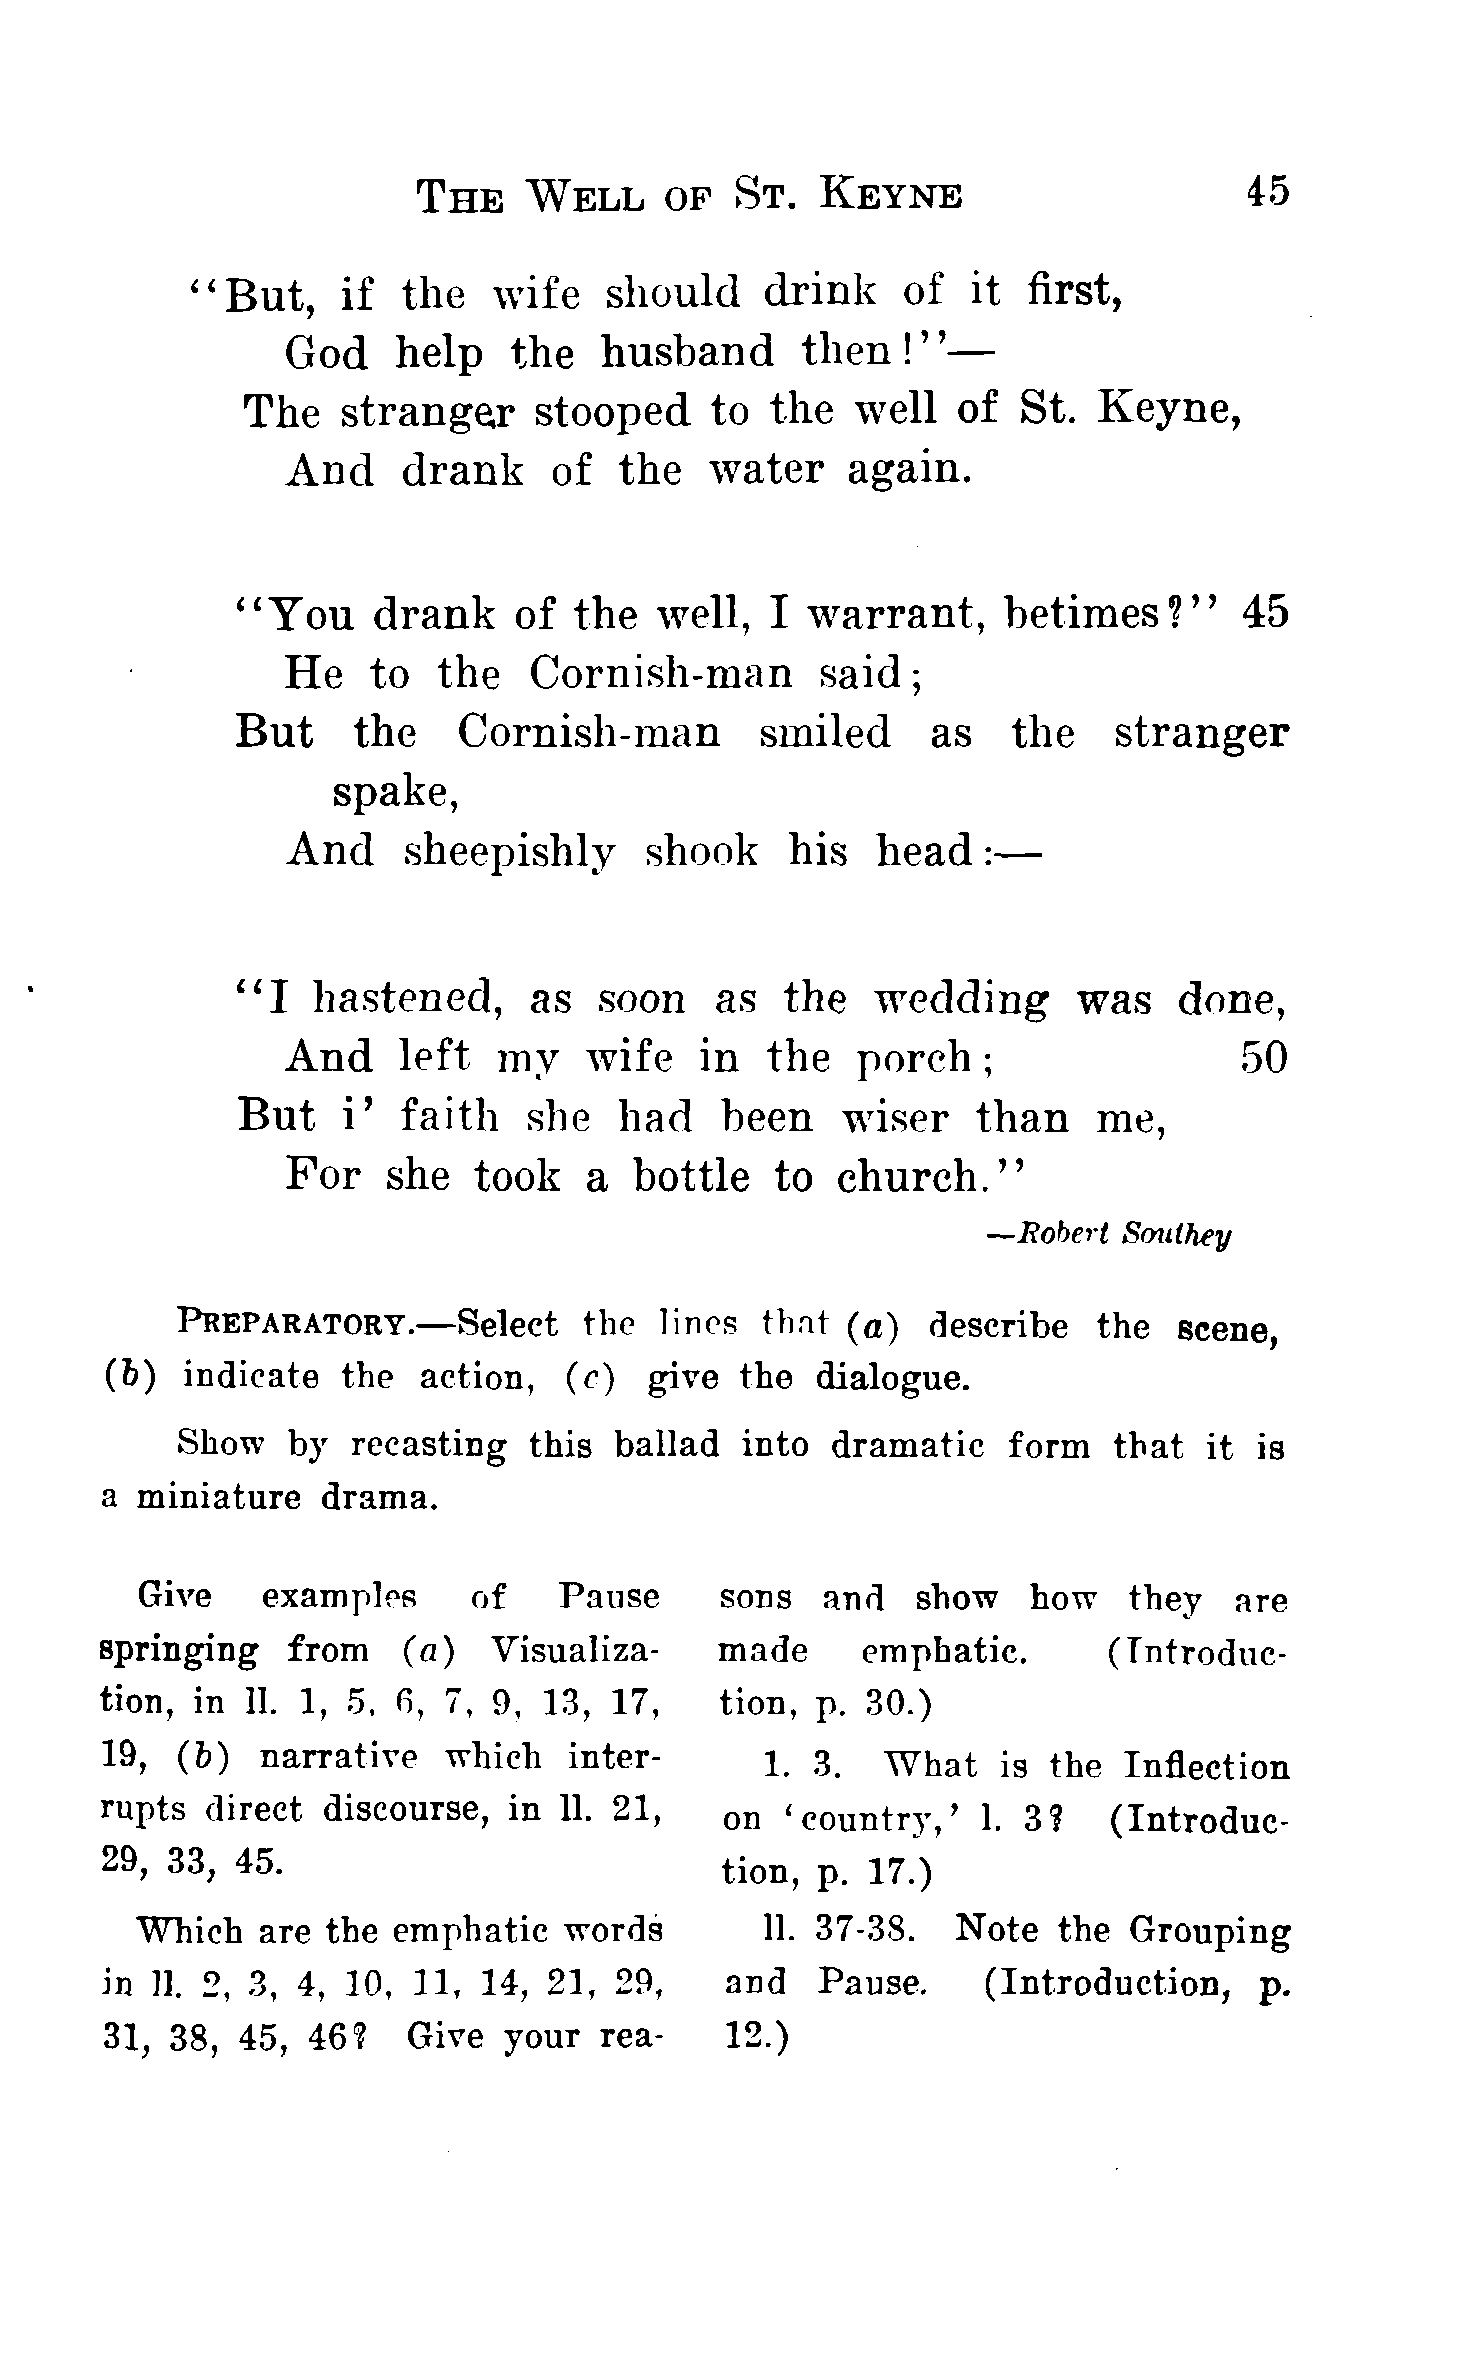 THE WELL OF ST. KEYNE 45
"But, if the wife should drink of it first,
God help the husband then!"—
The stranger stooped to the well of St. Keyne,
And drank of the water again.
"You drank of the well, I warrant, betimes?" 45
He to the Cornish-man said;
But the Cornish-man smiled as the stranger
spake,
And sheepishly shook his head:—
"I hastened, as soon as the wedding was done,
And left my wife in the porch; 50
But i' faith she had been wiser than me,
For she took a bottle to church."
—Robert Southey
PREPARATORY.—Select the lines that (a) describe the scene,
(b) indicate the action, (c) give the dialogue.
Show by recasting this ballad into dramatic form that it is
a miniature drama.
Give examples of Pause
springing from (a) Visualiza-
tion, in ll. 1, 5, 6, 7, 9, 13, 17,
19, (b) narrative which inter-
rupts direct discourse, in ll. 21,
29, 33, 45.
Which are the emphatic words
in ll. 2, 3, 4, 10, 11, 14, 21, 29,
31, 38, 45, 46? Give your rea-
sons and show how they are
made emphatic. (Introduc-
tion, p. 30.)
l. 3. What is the Inflection
on 'country,' l. 3? (Introduc-
tion, p. 17.)
ll. 37-38. Note the Grouping
and Pause. (Introduction, p.
12.)